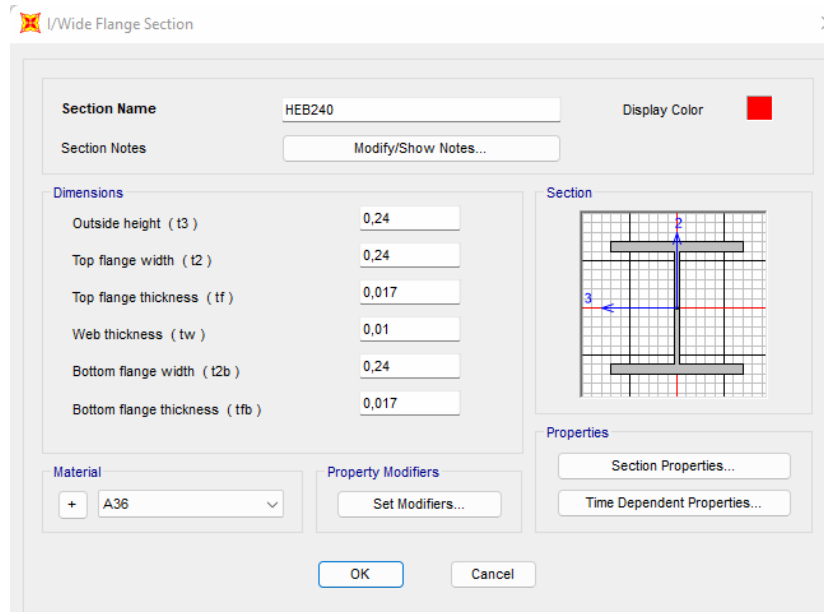 I/Wide Flange Section
Section Name HEB240 Display Color
Section Notes Modify/Show Notes...
Dimensions
Outside height ( t3 ) 0,24
Top flange width ( t2 ) 0,24
Top flange thickness ( tf ) 0,017
Web thickness ( tw ) 0,01
Bottom flange width ( t2b ) 0,24
Bottom flange thickness ( tfb ) 0,017
Section
2
3
Properties
Section Properties...
Time Dependent Properties...
Material
+ A36
Property Modifiers
Set Modifiers...
OK Cancel